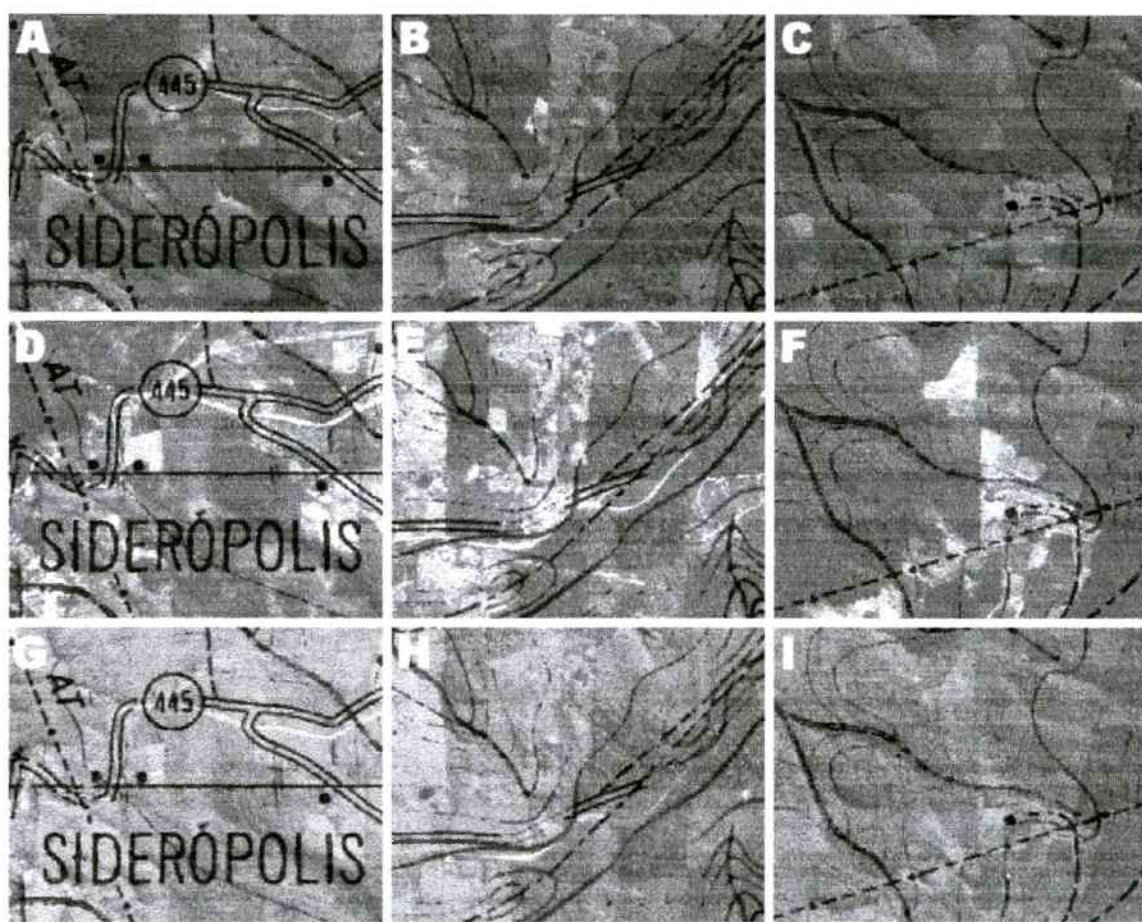 A
B
C
AT
445
SIDERÓPOLIS
D
E
F
AT
445
SIDERÓPOLIS
G
H
I
AT
445
SIDERÓPOLIS